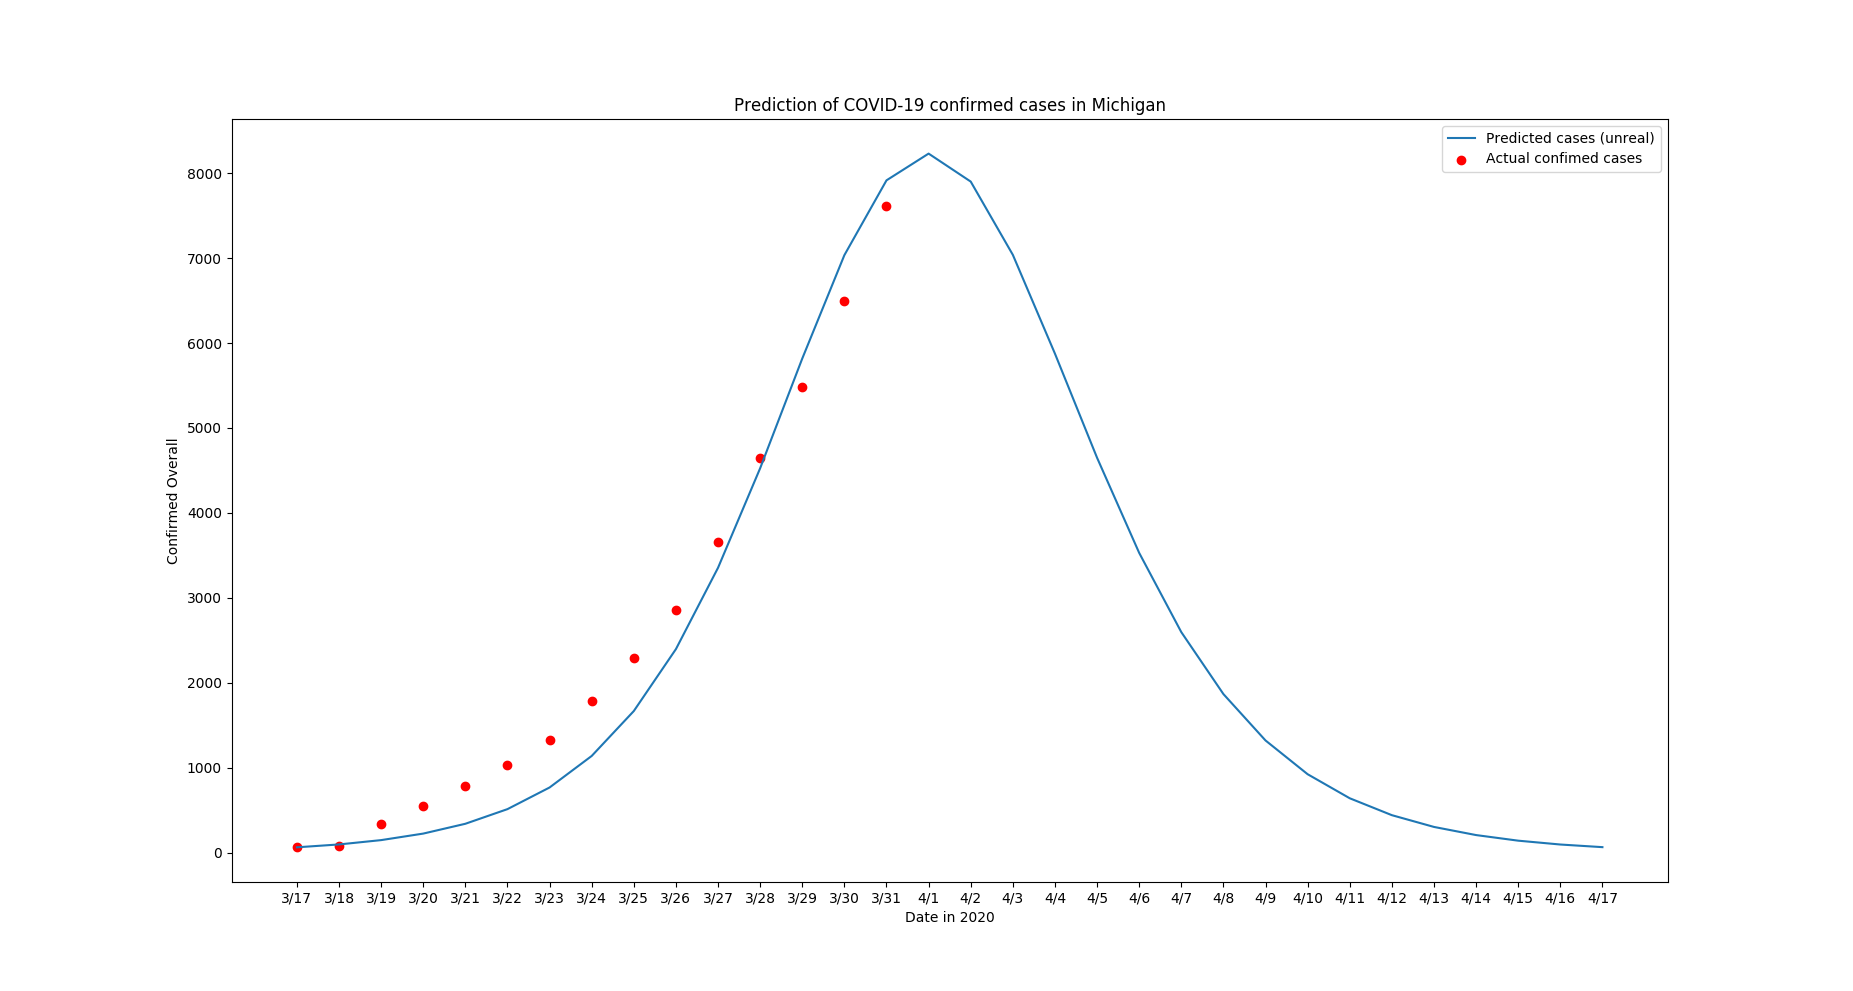 Prediction of COVID-19 confirmed cases in Michigan
Predicted cases (unreal)
Actual confimed cases
8000
7000
6000
5000
4000
3000
2000
1000
0
Confirmed Overall
3/17 3/18 3/19 3/20 3/21 3/22 3/23 3/24 3/25 3/26 3/27 3/28 3/29 3/30 3/31 4/1 4/2 4/3 4/4 4/5 4/6 4/7 4/8 4/9 4/10 4/11 4/12 4/13 4/14 4/15 4/16 4/17
Date in 2020